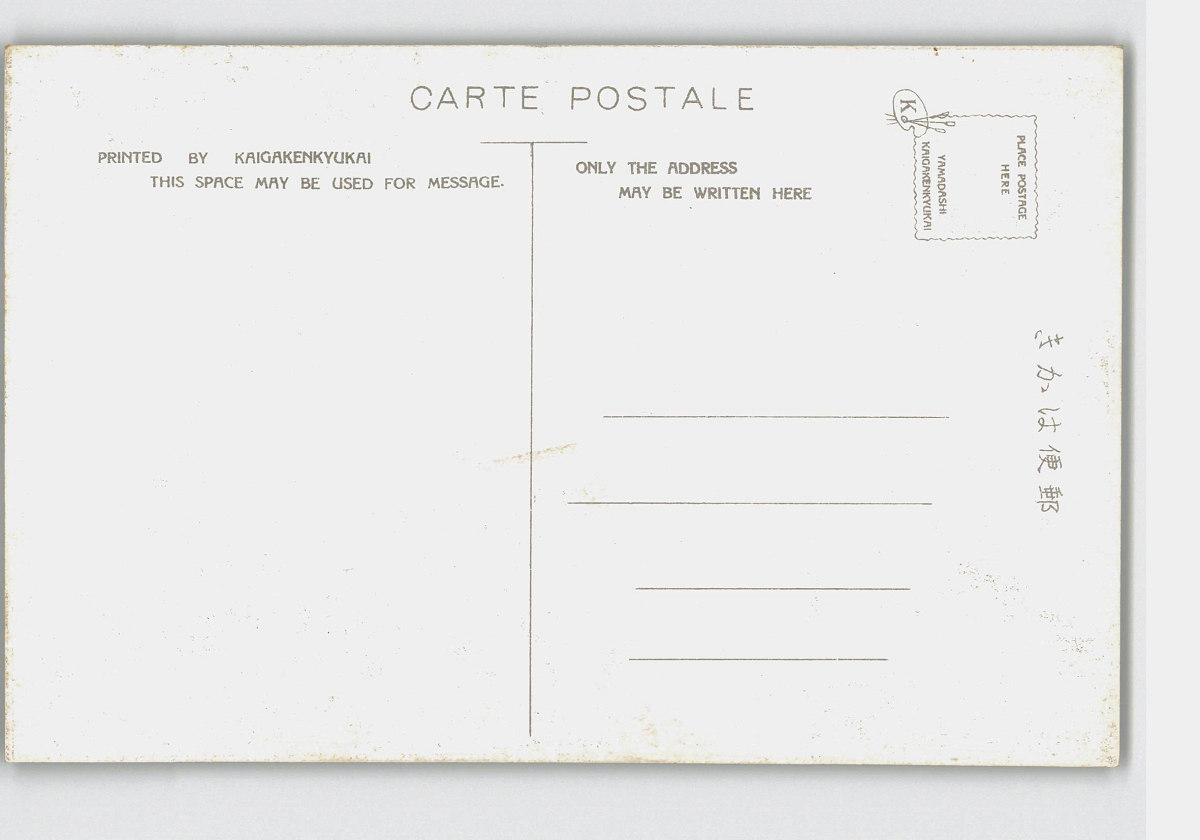 CARTE POSTALE
PRINTED BY KAIGAKENKYUKAI
THIS SPACE MAY BE USED FOR MESSAGE.
ONLY THE ADDRESS
MAY BE WRITTEN HERE
K
PLACE POSTAGE
HERE
YAMADASHI
KAIGAKENKYUKAI
きかは便郵